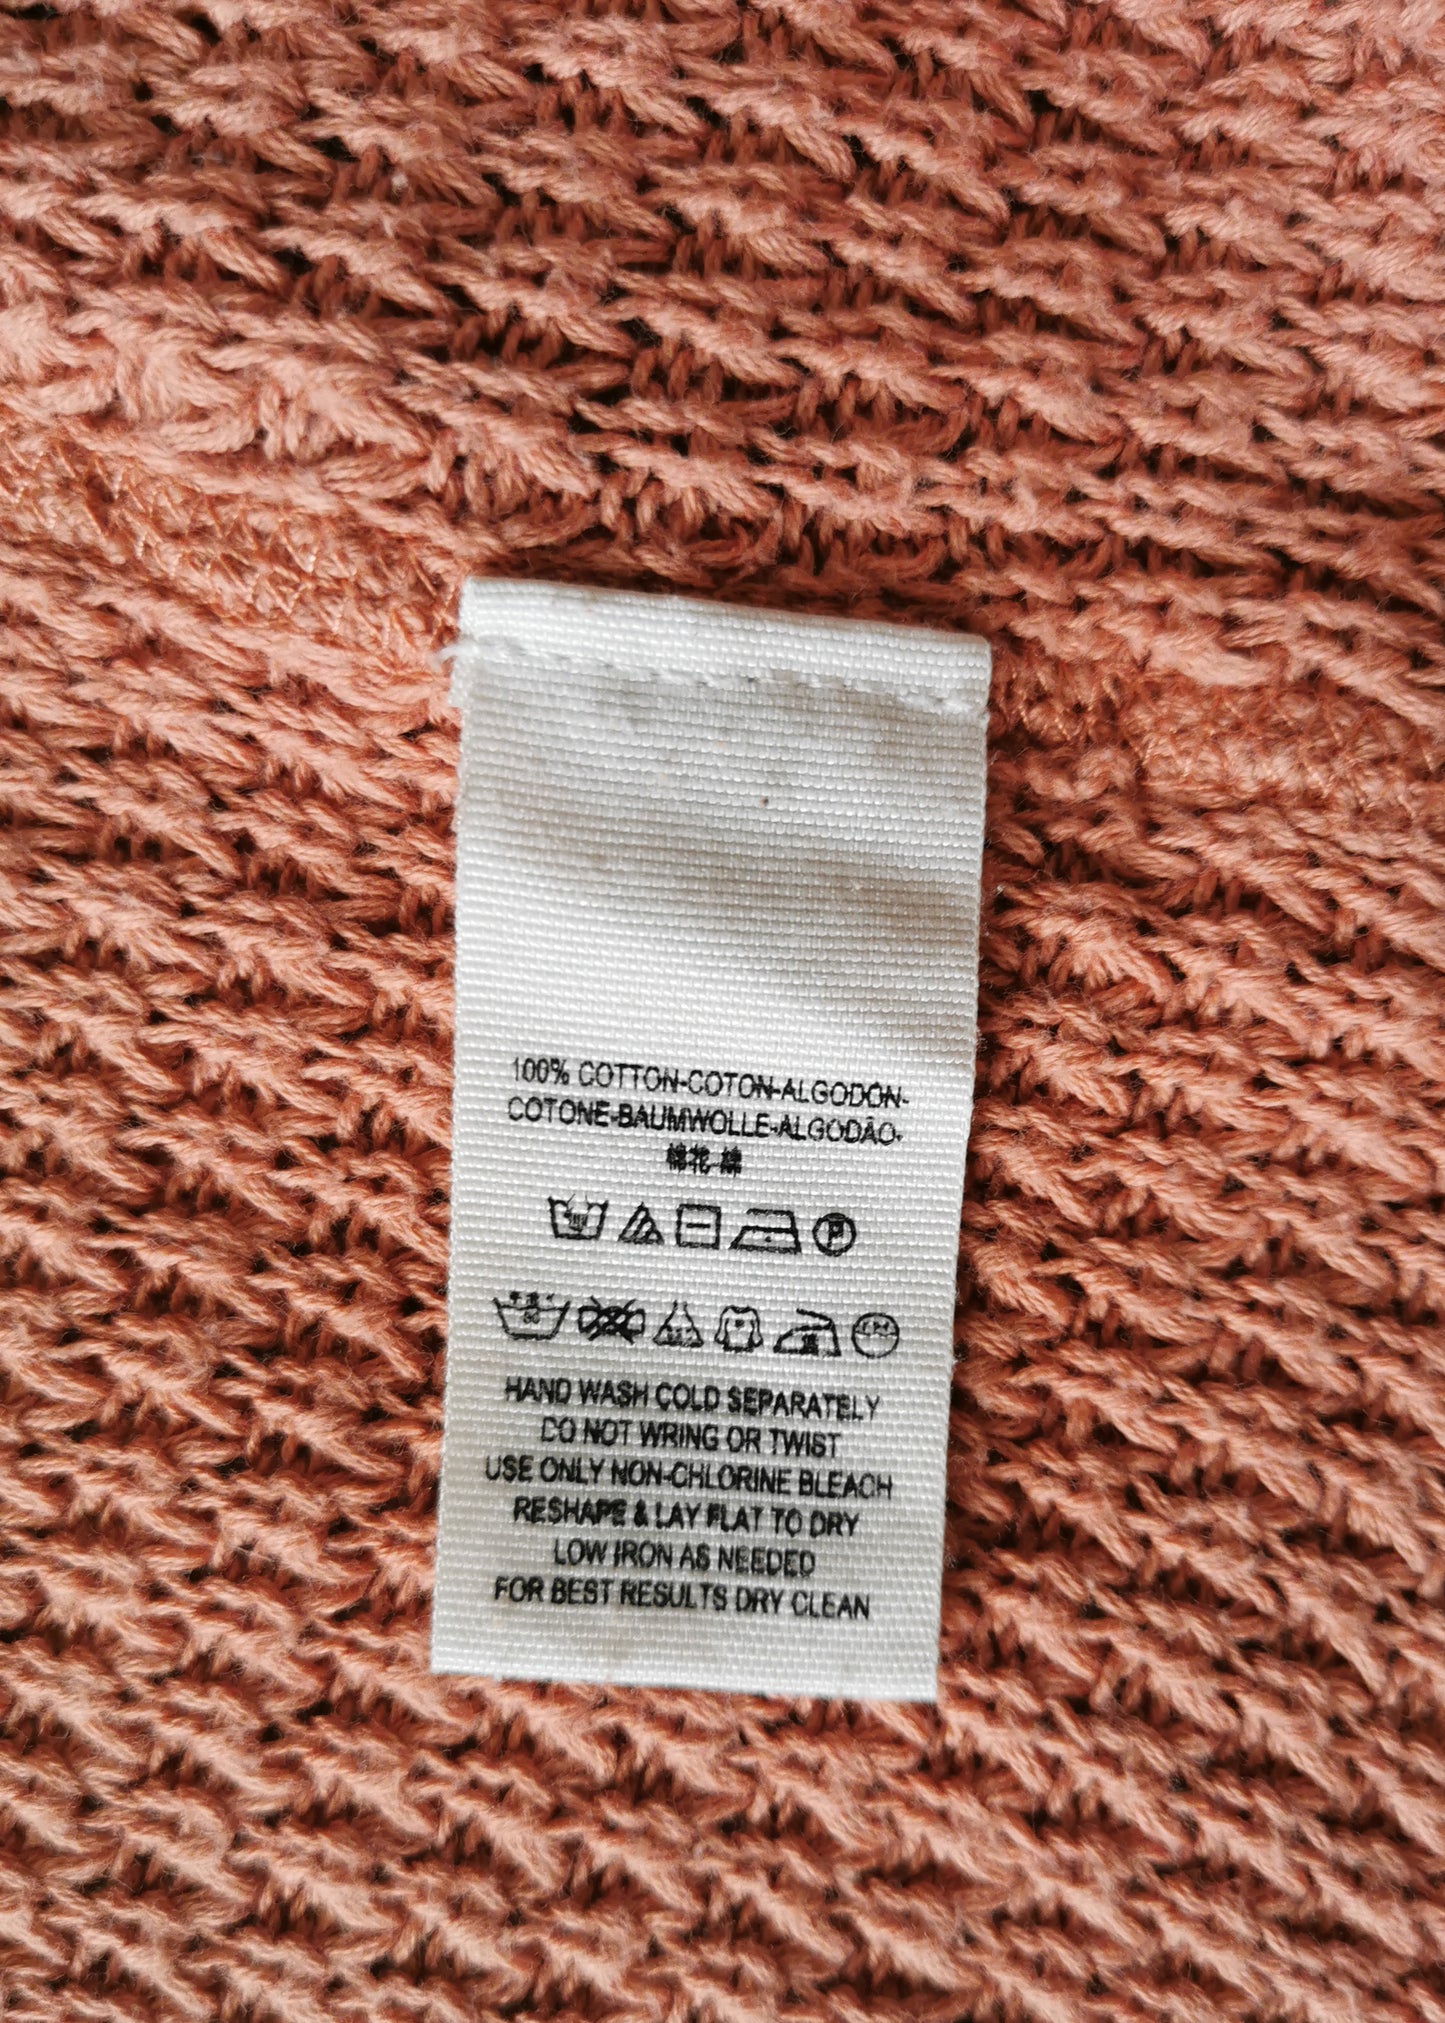 100% COTTON-COTON-ALGODON-
COTONE-BAUMWOLLE-ALGODÃO-
棉花-綿
P
HAND WASH COLD SEPARATELY
DO NOT WRING OR TWIST
USE ONLY NON-CHLORINE BLEACH
RESHAPE & LAY FLAT TO DRY
LOW IRON AS NEEDED
FOR BEST RESULTS DRY CLEAN